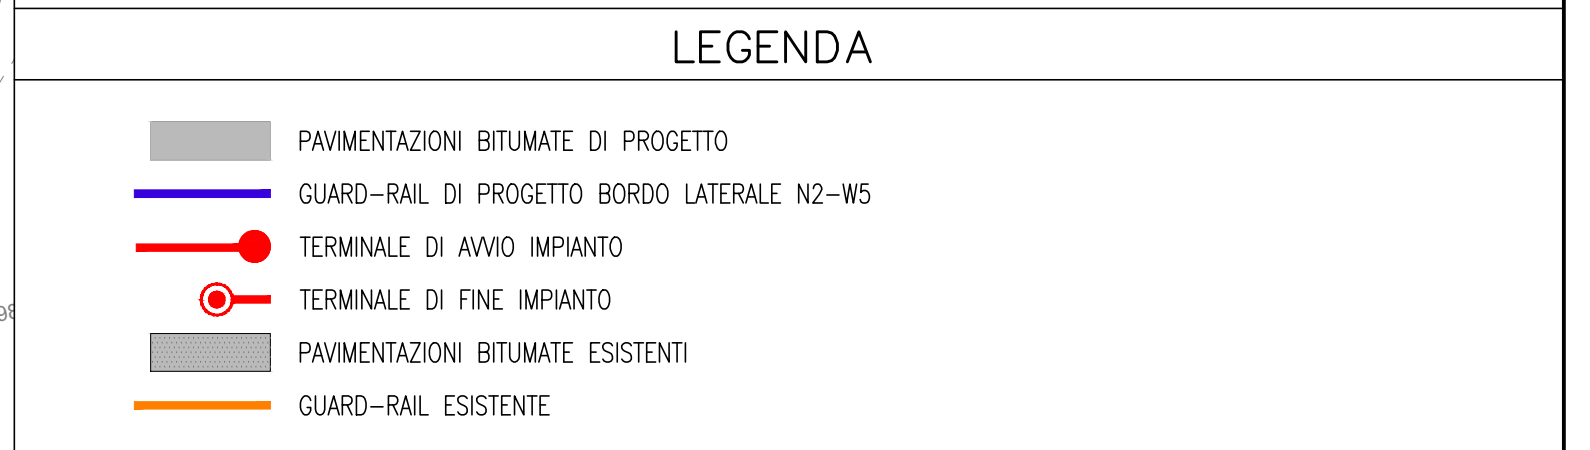 LEGENDA
PAVIMENTAZIONI BITUMATE DI PROGETTO
GUARD-RAIL DI PROGETTO BORDO LATERALE N2-W5
TERMINALE DI AVVIO IMPIANTO
TERMINALE DI FINE IMPIANTO
PAVIMENTAZIONI BITUMATE ESISTENTI
GUARD-RAIL ESISTENTE